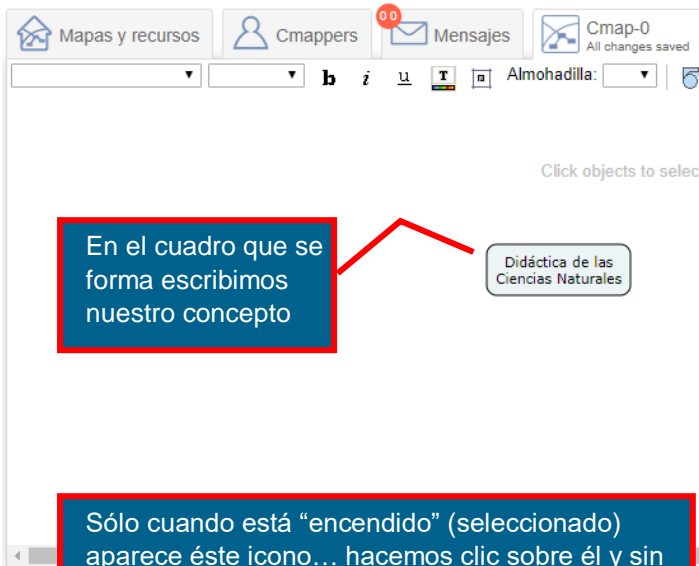 Mapas y recursos
Cmappers
00
Mensajes
Cmap-0
All changes saved
b i u T Almohadilla:
Click objects to selec
En el cuadro que se
forma escribimos
nuestro concepto
Didáctica de las
Ciencias Naturales
Sólo cuando está “encendido” (seleccionado)
aparece éste icono… hacemos clic sobre él y sin